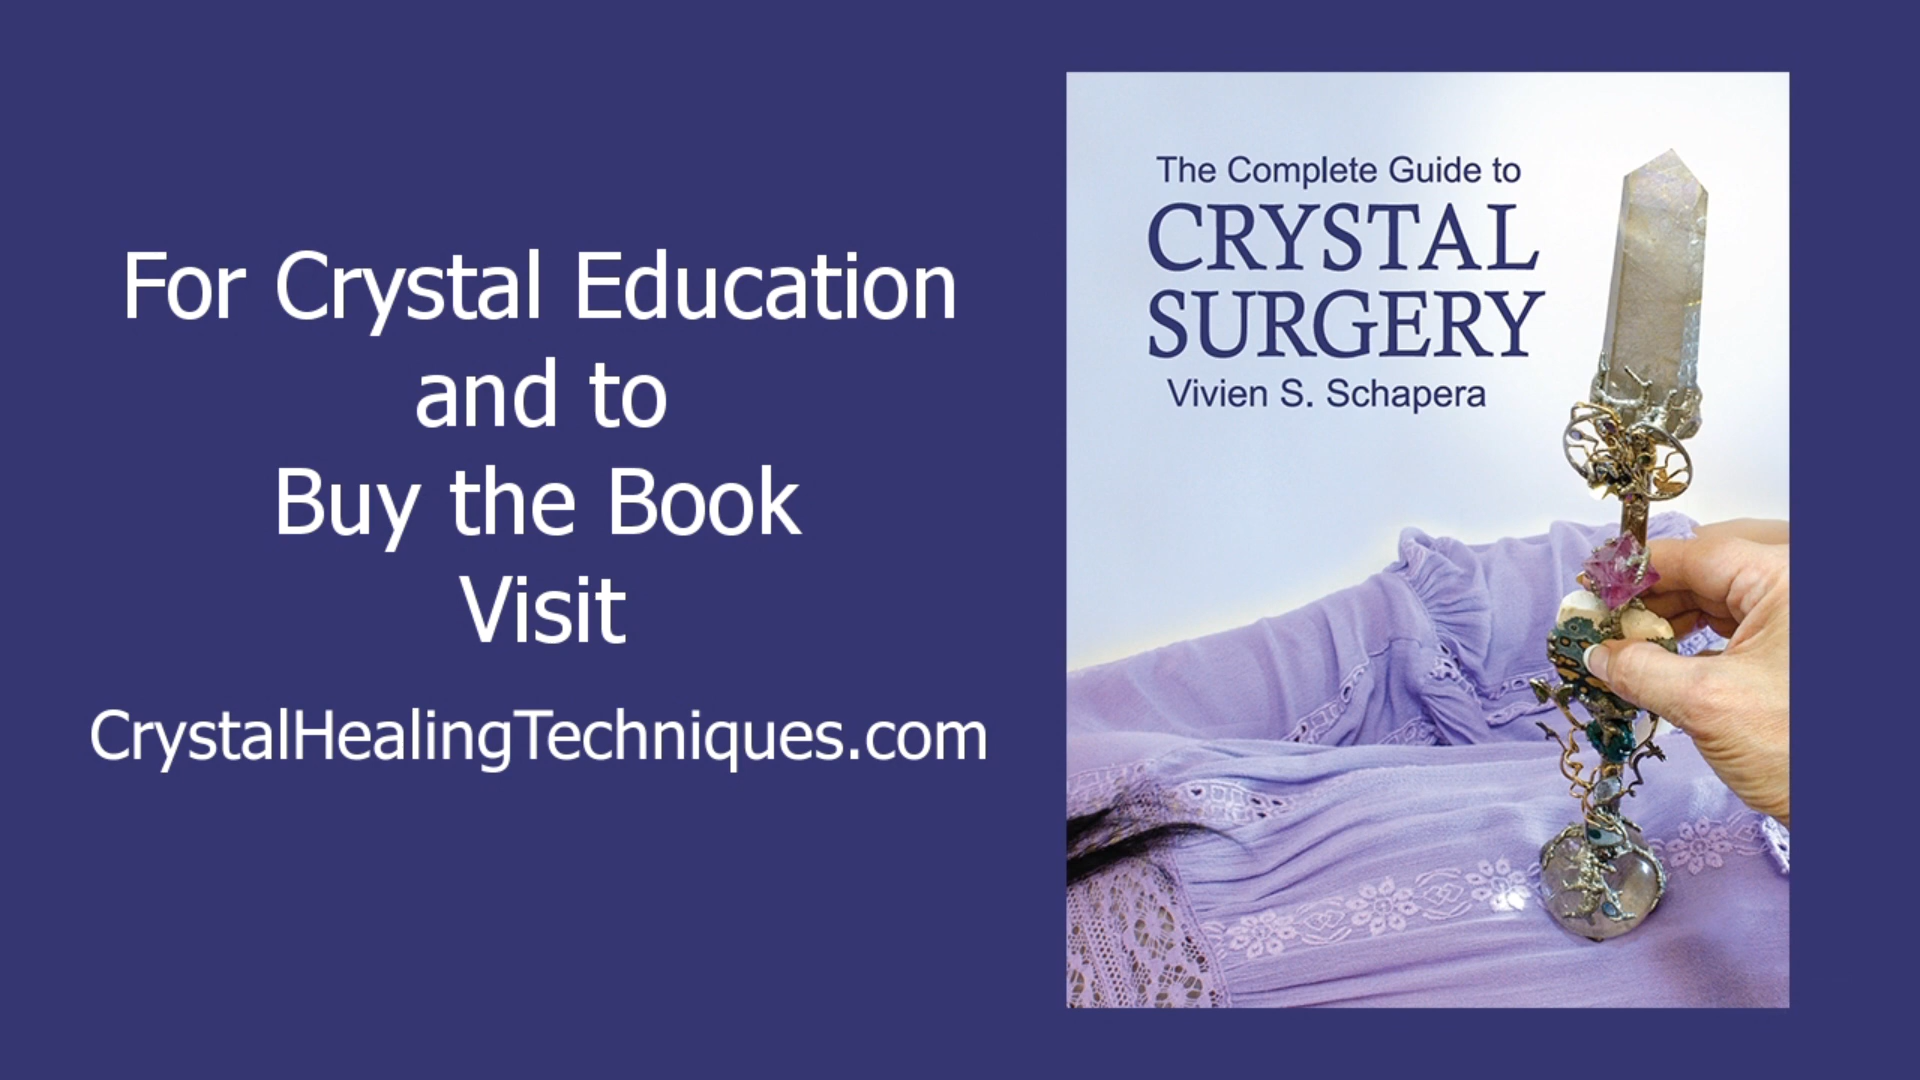 For Crystal Education
and to
Buy the Book
Visit
CrystalHealingTechniques.com
The Complete Guide to
CRYSTAL
SURGERY
Vivien S. Schapera